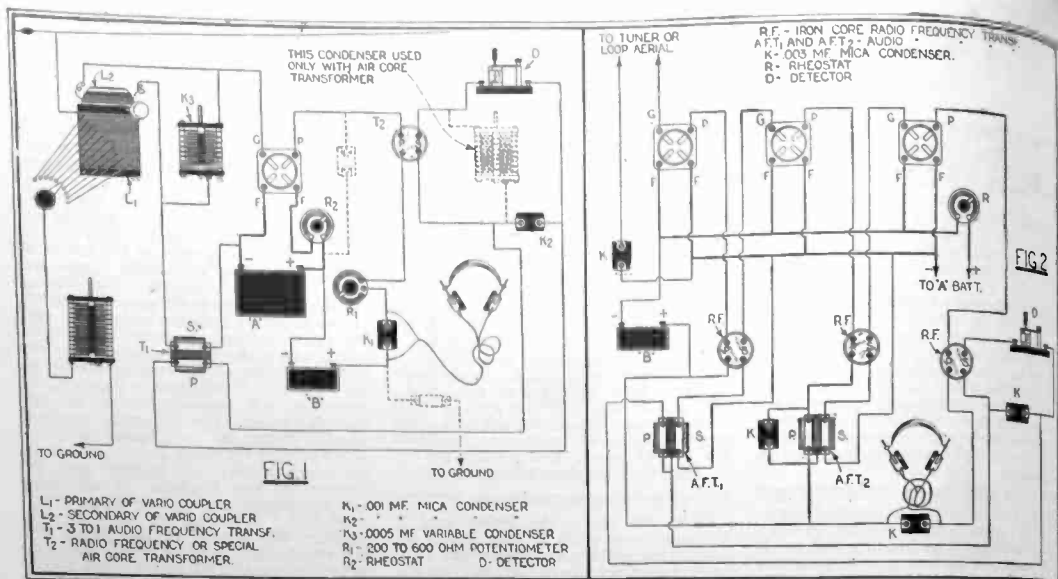 L2
S
B
K3
L1
THIS CONDENSER USED
ONLY WITH AIR CORE
TRANSFORMER
D
G
P
T2
F
F
R2
K2
-
+
"A"
R1
K1
-
+
"B"
T1
S.
P
TO GROUND
FIG.1
TO GROUND
L1 - PRIMARY OF VARIO COUPLER
L2 - SECONDARY OF VARIO COUPLER
T1 - 3 TO 1 AUDIO FREQUENCY TRANSF.
T2 - RADIO FREQUENCY OR SPECIAL
AIR CORE TRANSFORMER.
K1 - .001 MF. MICA CONDENSER
K2 - " " " "
K3 - .0005 MF VARIABLE CONDENSER
R1 - 200 TO 600 OHM POTENTIOMETER
R2 - RHEOSTAT D - DETECTOR
TO TUNER OR
LOOP AERIAL
R.F. - IRON CORE RADIO FREQUENCY TRANSF.
A.F.T.1 AND A.F.T.2 - AUDIO " "
K - .003 MF. MICA CONDENSER.
R - RHEOSTAT
D - DETECTOR
G
P
G
P
G
P
F
F
F
F
F
F
R
K
FIG.2
- +
TO "A" BATT.
-
+
"B"
R.F.
R.F
R.F.
D
K
P
S.
K
P.
S.
A.F.T.1
A.F.T.2
K